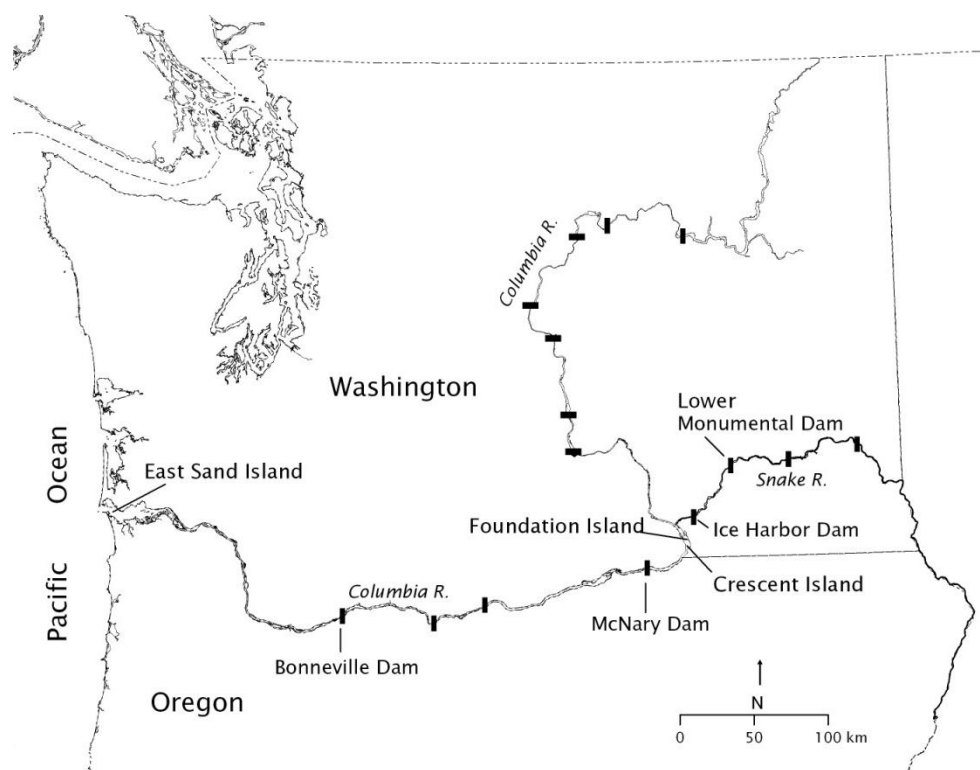 Columbia R.
Washington
Lower
Monumental Dam
Ocean
East Sand Island
Snake R.
Foundation Island
Ice Harbor Dam
Pacific
Columbia R.
Crescent Island
McNary Dam
Bonneville Dam
Oregon
N
0 50 100 km